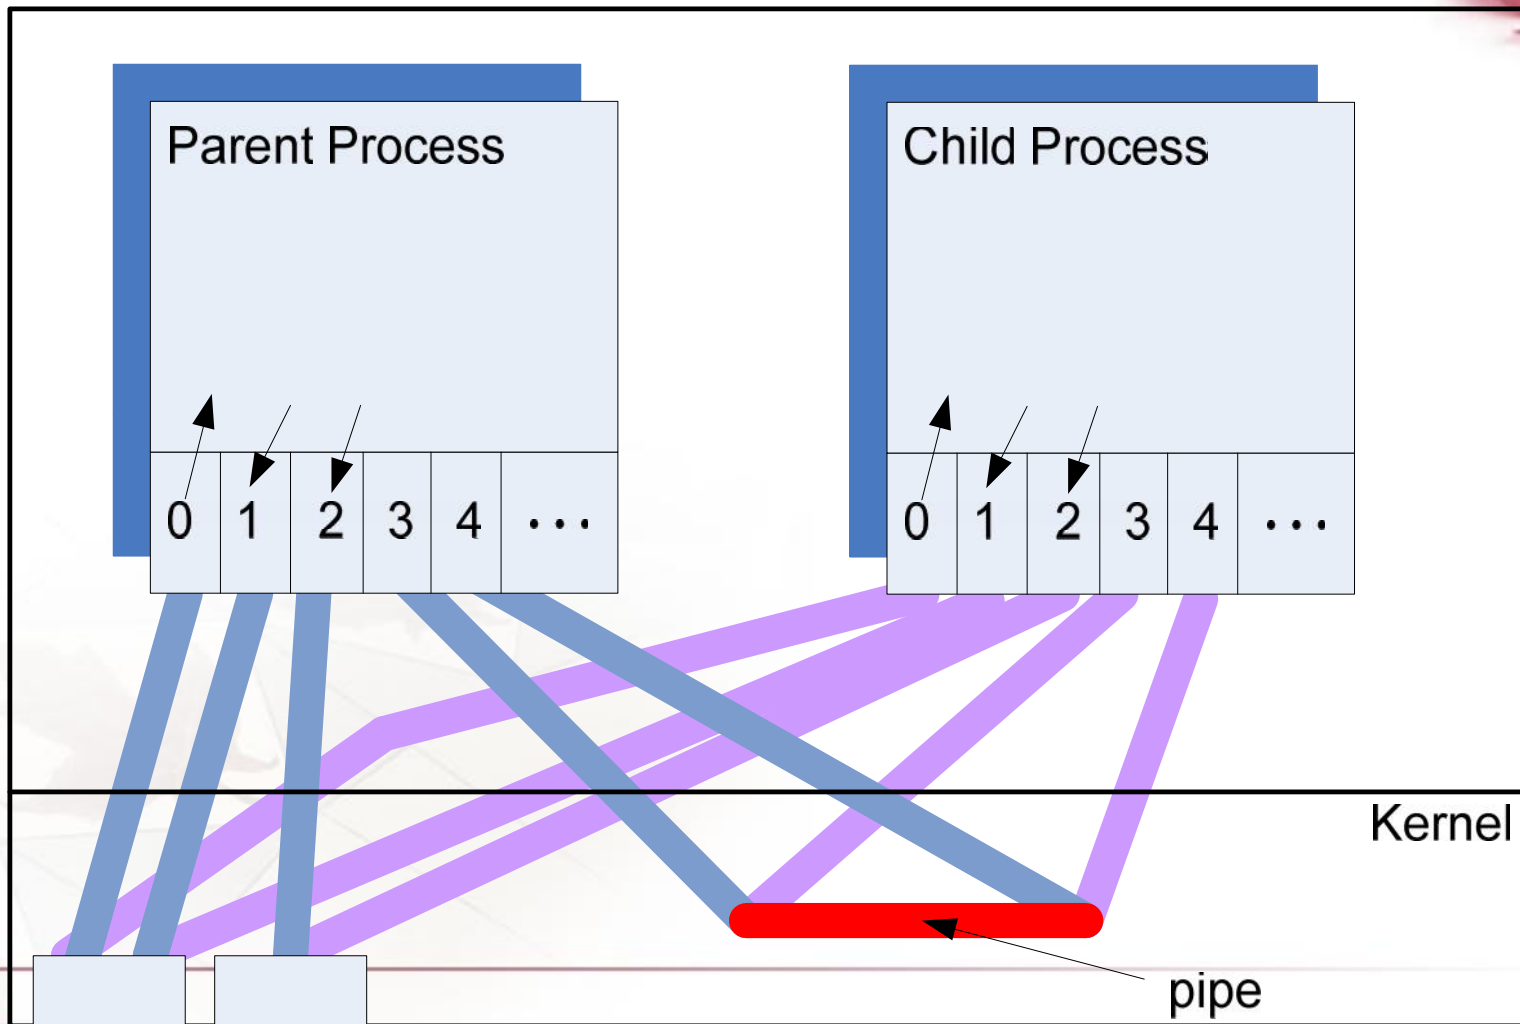 Parent Process
Child Process
0 1 2 3 4 ...
0 1 2 3 4 ...
Kernel
pipe